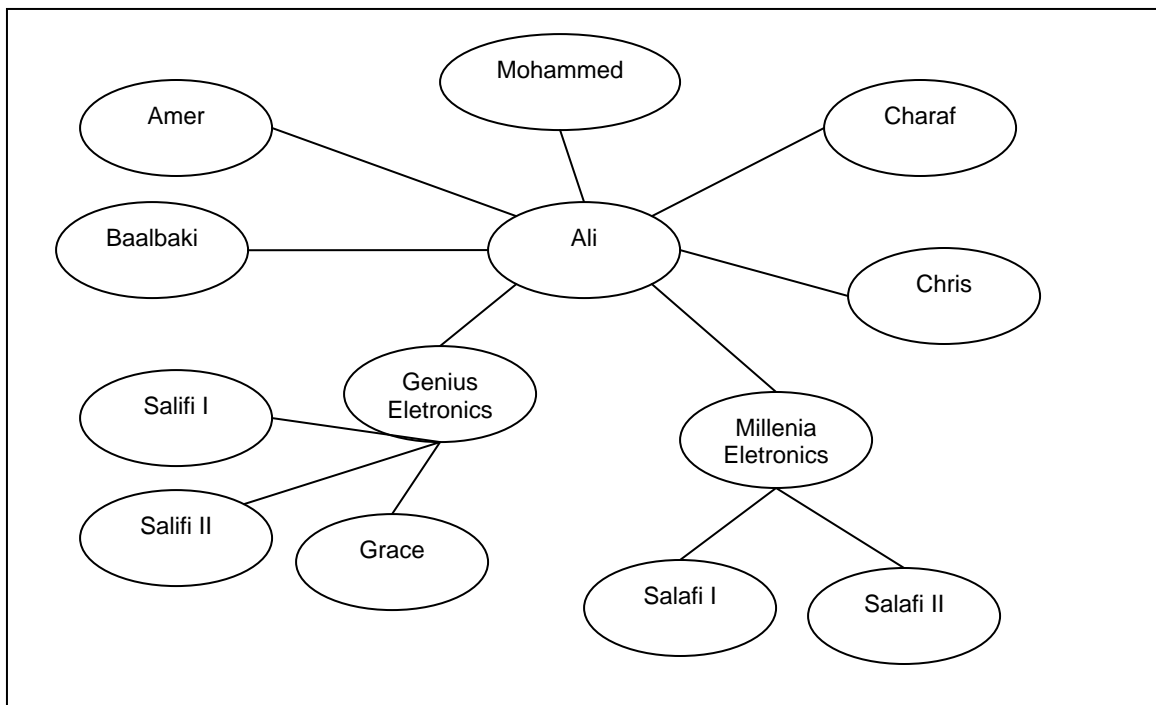 Mohammed
Amer
Charaf
Baalbaki
Ali
Chris
Genius
Eletronics
Salifi I
Millenia
Eletronics
Salifi II
Grace
Salafi I
Salafi II